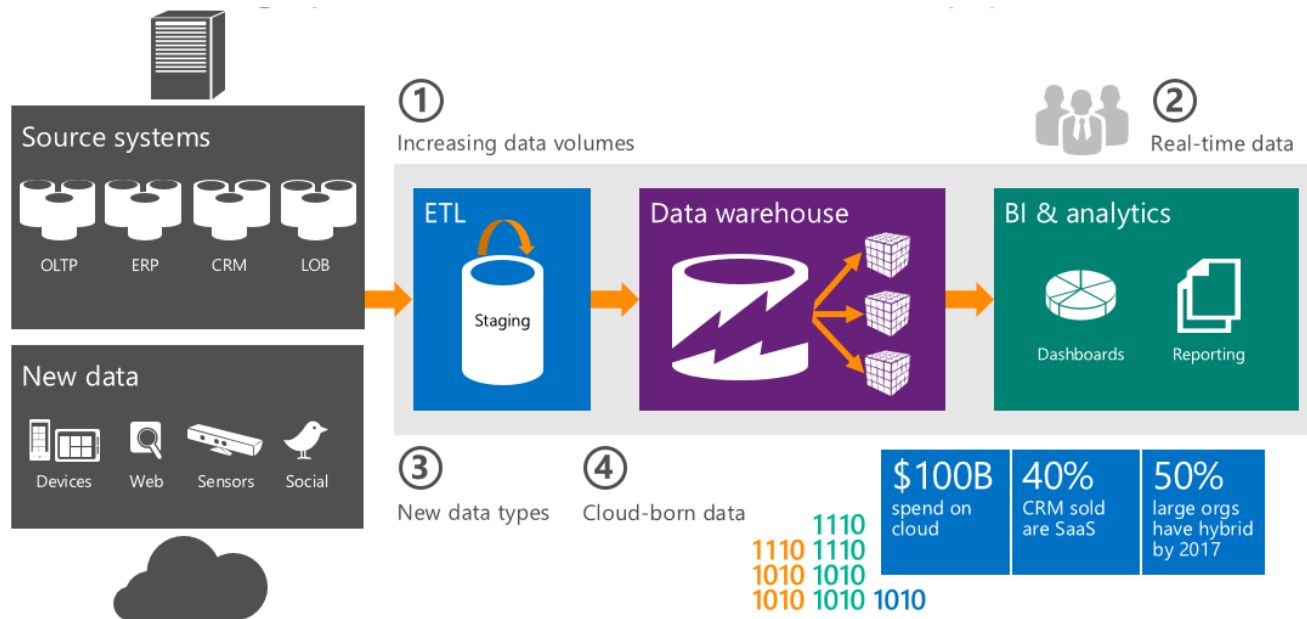 Source systems
OLTP
ERP
CRM
LOB
New data
Devices
Web
Sensors
Social
1
Increasing data volumes
2
Real-time data
ETL
Staging
Data warehouse
BI & analytics
Dashboards
Reporting
3
New data types
4
Cloud-born data
1110
1110 1110
1010 1010
1010 1010 1010
$100B
spend on
cloud
40%
CRM sold
are SaaS
50%
large orgs
have hybrid
by 2017